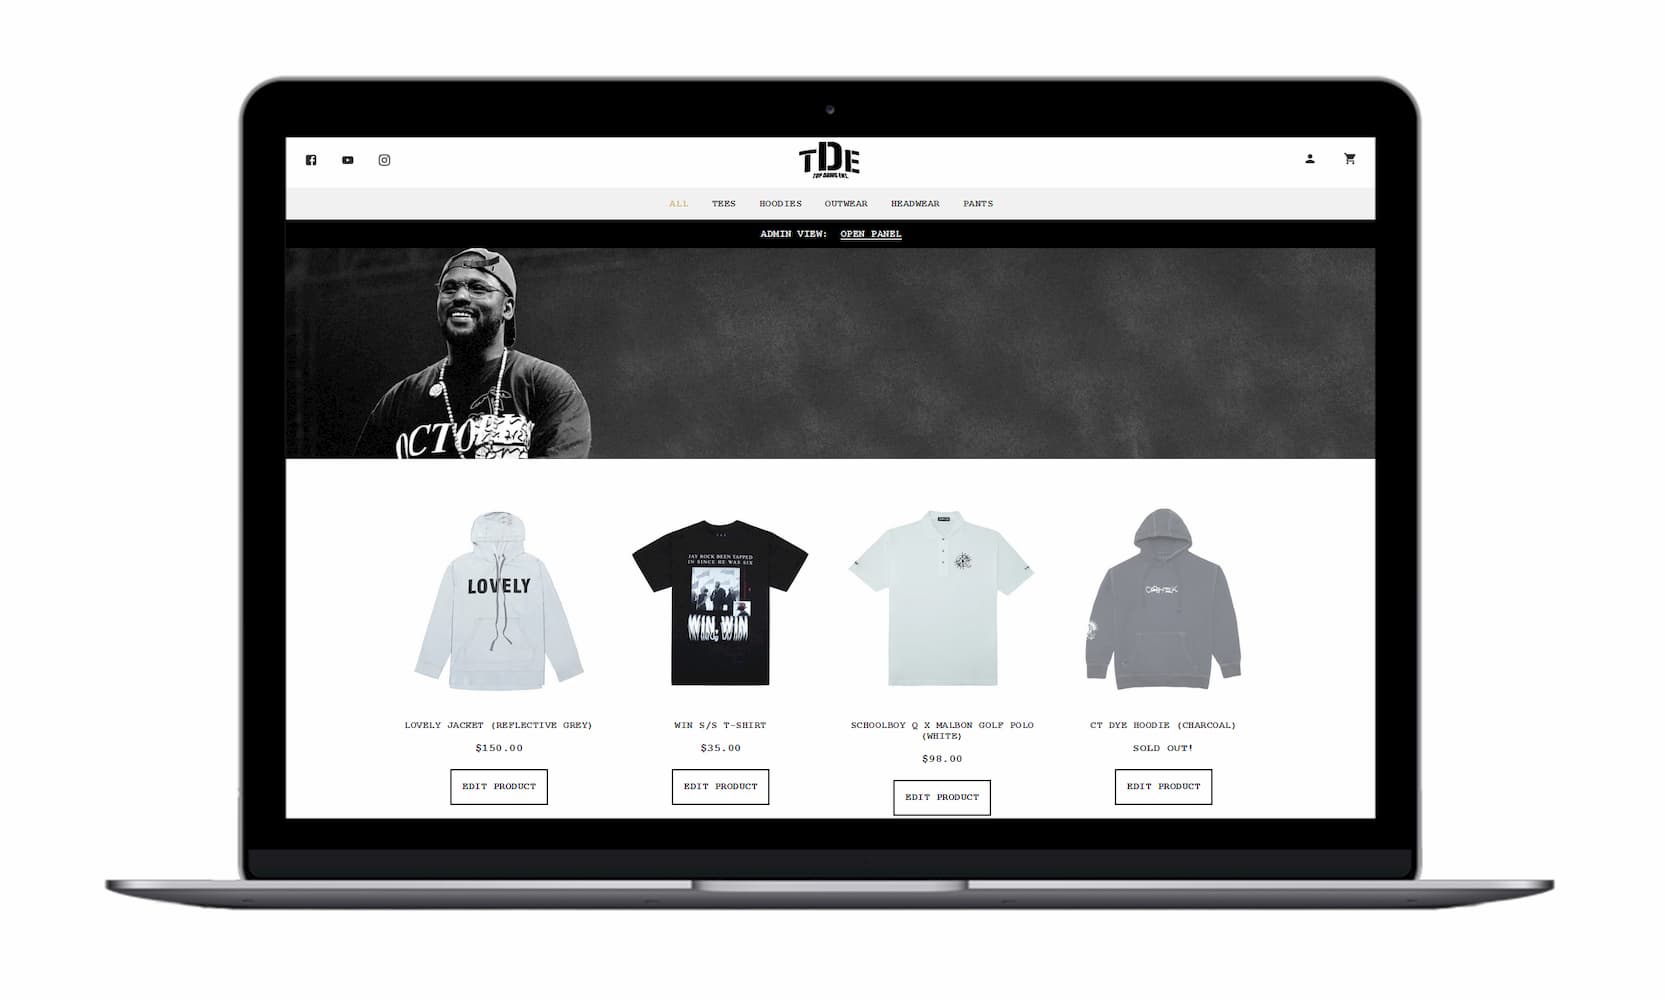 TDE
TOP DAWG ENT.
ALL TEES HOODIES OUTWEAR HEADWEAR PANTS
ADMIN VIEW: OPEN PANEL
OCTO
LOVELY
JAY ROCK BEEN TAPPED
IN SINCE HE WAS SIX
WIN, WIN
LOVELY JACKET (REFLECTIVE GREY)
$150.00
EDIT PRODUCT
WIN S/S T-SHIRT
$35.00
EDIT PRODUCT
SCHOOLBOY Q X MALBON GOLF POLO
(WHITE)
$98.00
EDIT PRODUCT
CT DYE HOODIE (CHARCOAL)
SOLD OUT!
EDIT PRODUCT